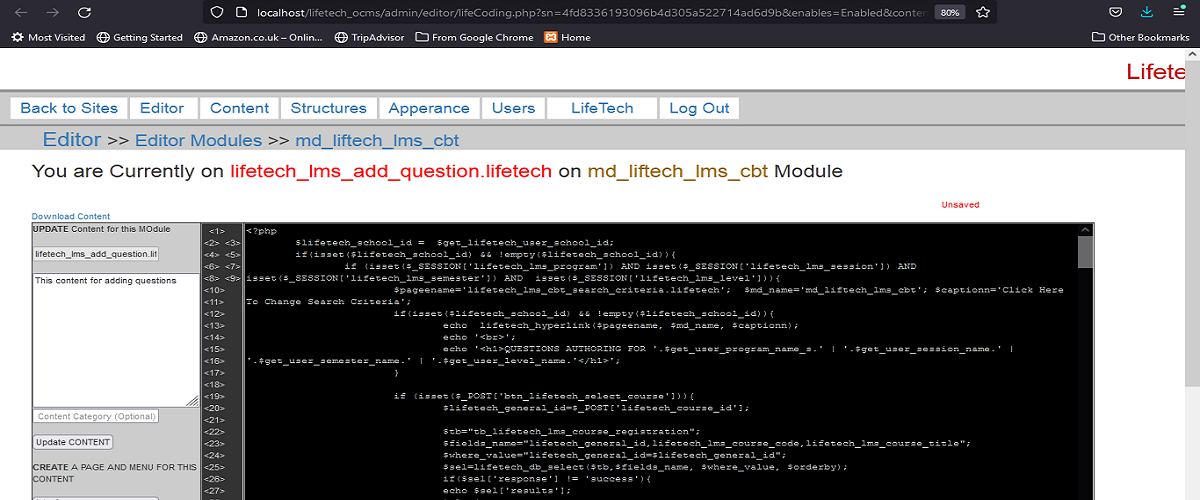 localhost/lifetech_ocms/admin/editor/lifeCoding.php?sn=4fd8336193096b4d305a522714ad6d9b&enables=Enabled&conter
80%
Most Visited Getting Started Amazon.co.uk – Onlin... TripAdvisor From Google Chrome Home Other Bookmarks
Lifete
Back to Sites Editor Content Structures Apperance Users LifeTech Log Out
Editor >> Editor Modules >> md_liftech_lms_cbt
You are Currently on lifetech_lms_add_question.lifetech on md_liftech_lms_cbt Module
Unsaved
Download Content
UPDATE Content for this MOdule
lifetech_lms_add_question.lif
This content for adding questions
Content Category (Optional)
Update CONTENT
CREATE A PAGE AND MENU FOR THIS
CONTENT
<1>
<2> <3>
<4> <5>
<6> <7>
<8> <9>
<10>
<11>
<12>
<13>
<14>
<15>
<16>
<17>
<18>
<19>
<20>
<21>
<22>
<23>
<24>
<25>
<26>
<27>
<?php
$lifetech_school_id = $get_lifetech_user_school_id;
if(isset($lifetech_school_id) && !empty($lifetech_school_id)){
if (isset($_SESSION['lifetech_lms_program']) AND isset($_SESSION['lifetech_lms_session']) AND
isset($_SESSION['lifetech_lms_semester']) AND isset($_SESSION['lifetech_lms_level'])){
$pageename='lifetech_lms_cbt_search_criteria.lifetech'; $md_name='md_liftech_lms_cbt'; $captionn='Click Here
To Change Search Criteria';
if(isset($lifetech_school_id) && !empty($lifetech_school_id)){
echo lifetech_hyperlink($pageename, $md_name, $captionn);
echo '<br>';
echo '<h1>QUESTIONS AUTHORING FOR '.$get_user_program_name_s.' | '.$get_user_session_name.' |
'.$get_user_semester_name.' | '.$get_user_level_name.'</h1>';
}
if (isset($_POST['btn_lifetech_select_course'])){
$lifetech_general_id=$_POST['lifetech_course_id'];
$tb="tb_lifetech_lms_course_registration";
$fields_name="lifetech_general_id,lifetech_lms_course_code,lifetech_lms_course_title";
$where_value="lifetech_general_id=$lifetech_general_id";
$sel=lifetech_db_select($tb,$fields_name, $where_value, $orderby);
if($sel['response'] != 'success'){
echo $sel['results'];